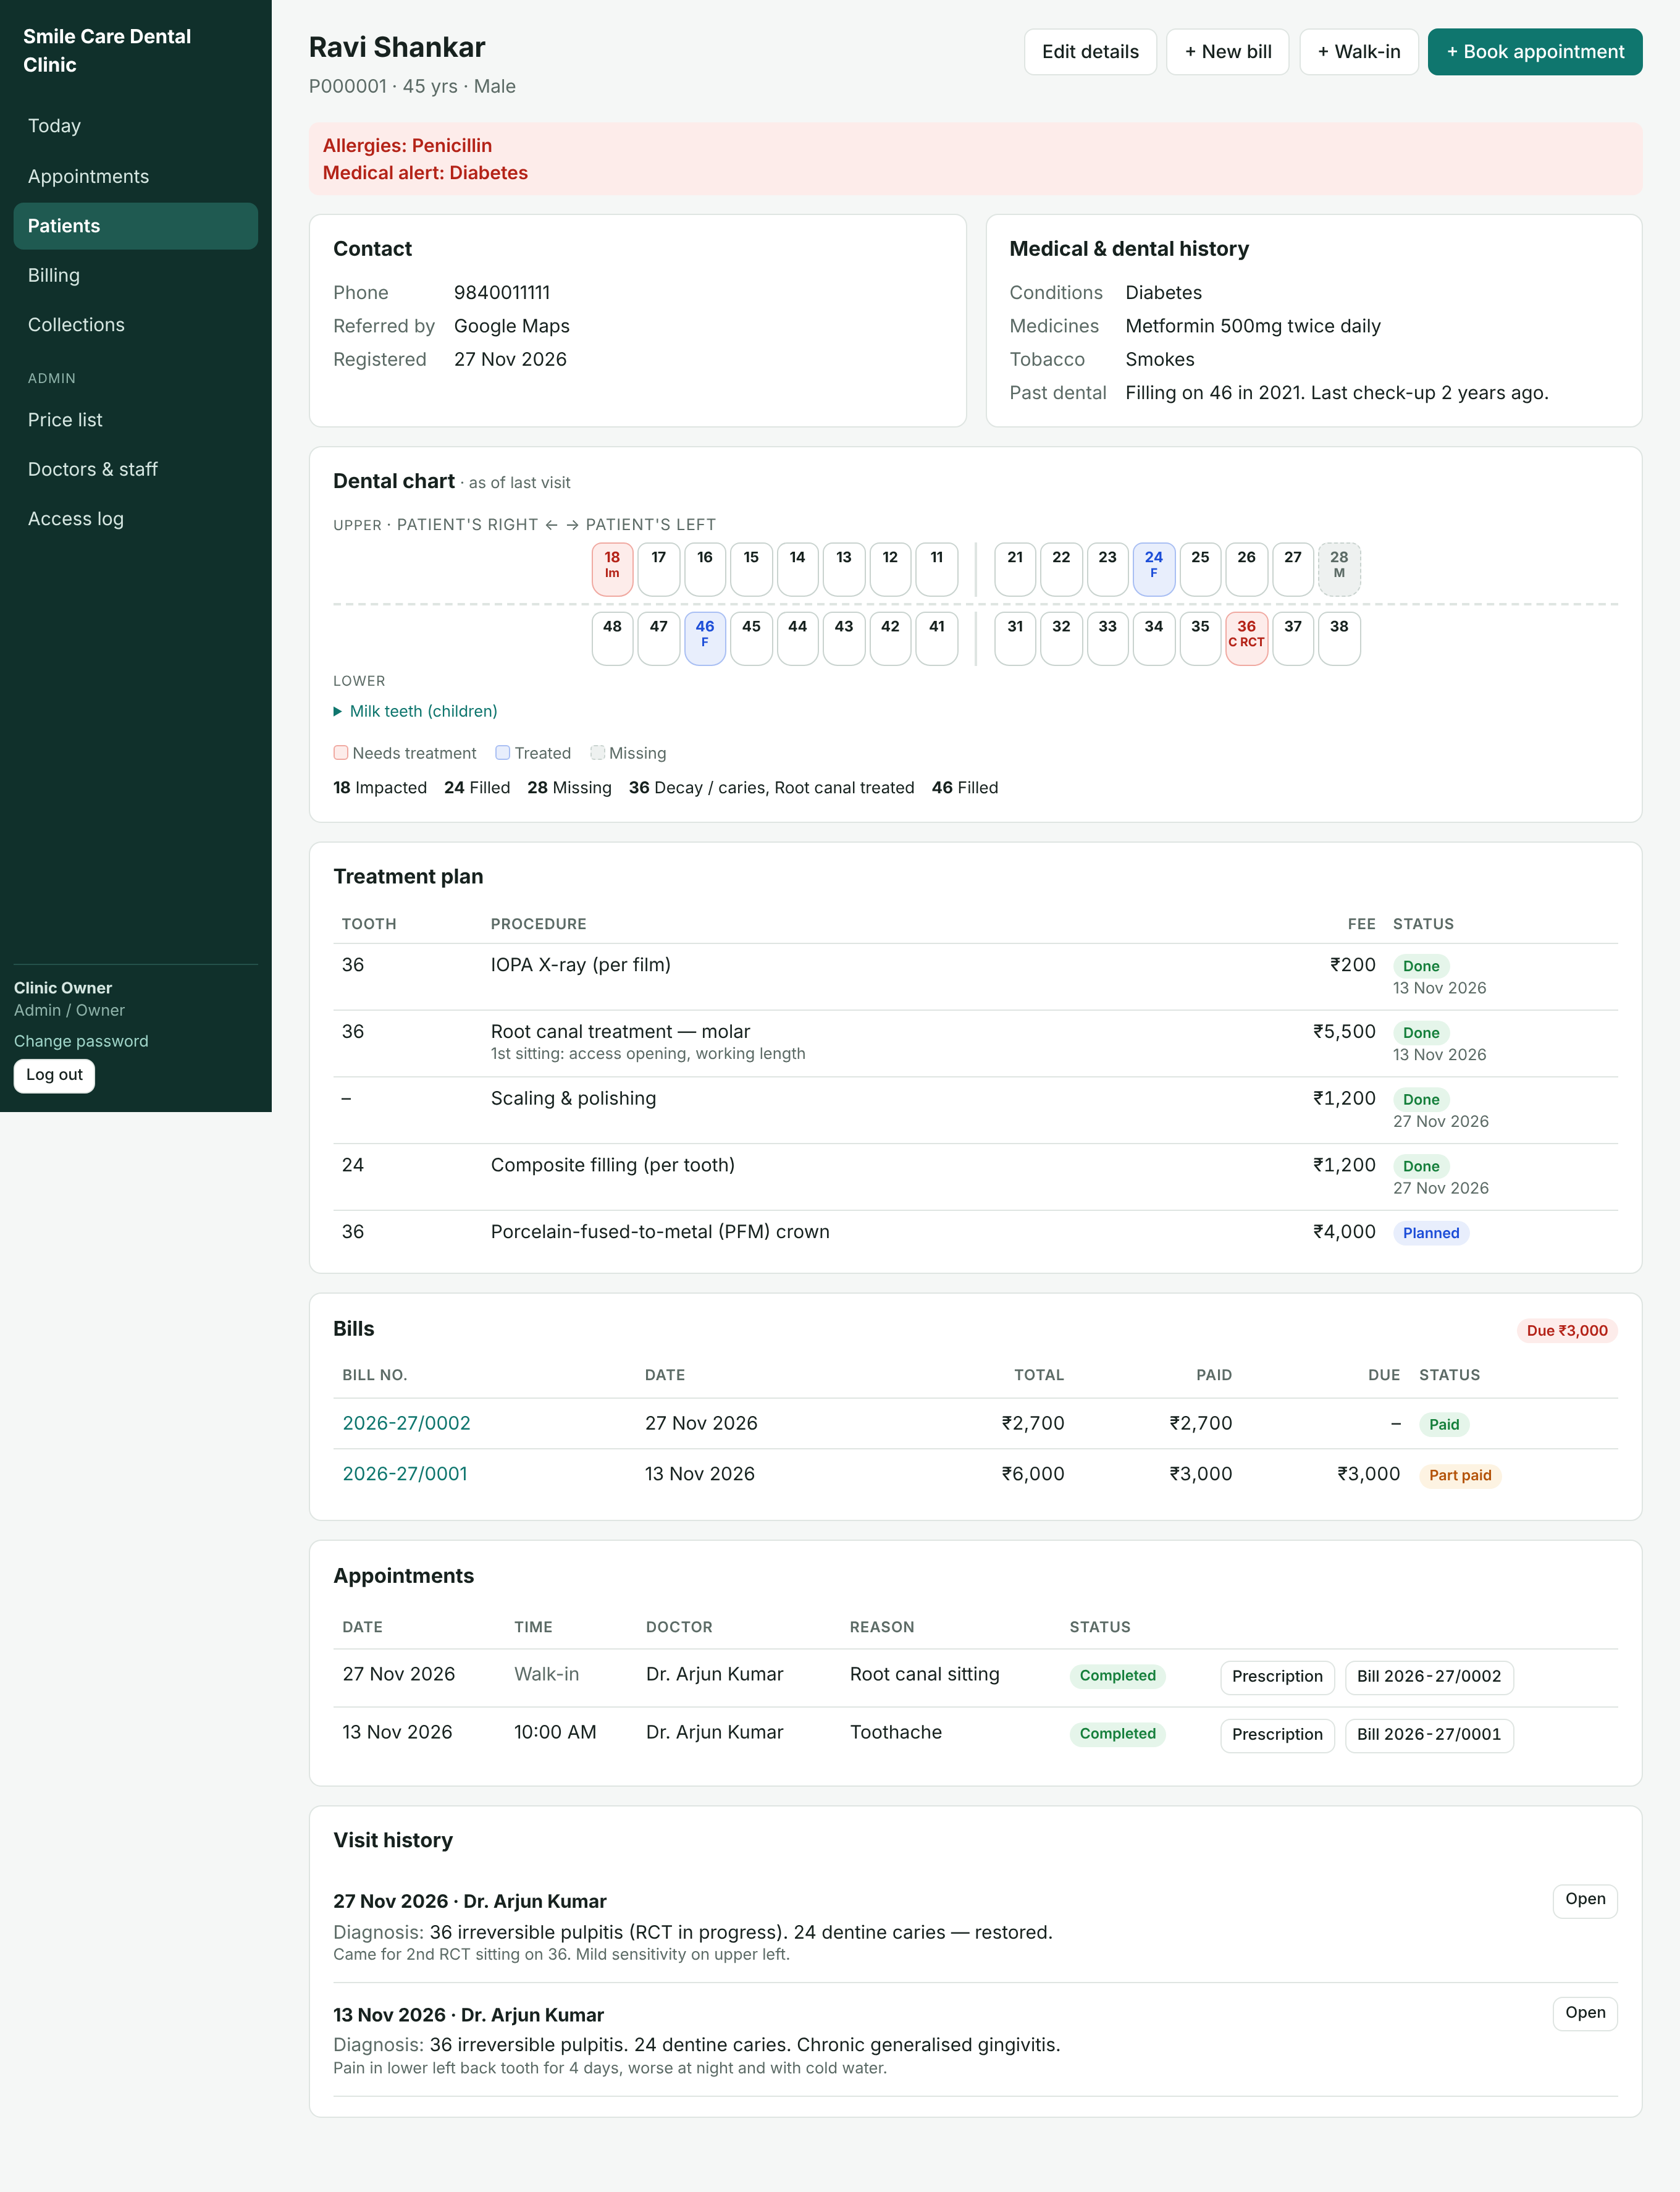 Smile Care Dental
Clinic
Today
Appointments
Patients
Billing
Collections
ADMIN
Price list
Doctors & staff
Access log
Clinic Owner
Admin / Owner
Change password
Log out
Ravi Shankar
P000001 · 45 yrs · Male
Edit details
+ New bill
+ Walk-in
+ Book appointment
Allergies: Penicillin
Medical alert: Diabetes
Contact
Phone 9840011111
Referred by Google Maps
Registered 27 Nov 2026
Medical & dental history
Conditions Diabetes
Medicines Metformin 500mg twice daily
Tobacco Smokes
Past dental Filling on 46 in 2021. Last check-up 2 years ago.
Dental chart · as of last visit
UPPER · PATIENT'S RIGHT ← → PATIENT'S LEFT
18 17 16 15 14 13 12 11 21 22 23 24 25 26 27 28
Im F M
48 47 46 45 44 43 42 41 31 32 33 34 35 36 37 38
F C RCT
LOWER
▶ Milk teeth (children)
Needs treatment Treated Missing
18 Impacted 24 Filled 28 Missing 36 Decay / caries, Root canal treated 46 Filled
Treatment plan
TOOTH PROCEDURE FEE STATUS
36 IOPA X-ray (per film) ₹200 Done
13 Nov 2026
36 Root canal treatment — molar ₹5,500 Done
1st sitting: access opening, working length 13 Nov 2026
– Scaling & polishing ₹1,200 Done
27 Nov 2026
24 Composite filling (per tooth) ₹1,200 Done
27 Nov 2026
36 Porcelain-fused-to-metal (PFM) crown ₹4,000 Planned
Bills Due ₹3,000
BILL NO. DATE TOTAL PAID DUE STATUS
2026-27/0002 27 Nov 2026 ₹2,700 ₹2,700 – Paid
2026-27/0001 13 Nov 2026 ₹6,000 ₹3,000 ₹3,000 Part paid
Appointments
DATE TIME DOCTOR REASON STATUS
27 Nov 2026 Walk-in Dr. Arjun Kumar Root canal sitting Completed Prescription Bill 2026-27/0002
13 Nov 2026 10:00 AM Dr. Arjun Kumar Toothache Completed Prescription Bill 2026-27/0001
Visit history
27 Nov 2026 · Dr. Arjun Kumar Open
Diagnosis: 36 irreversible pulpitis (RCT in progress). 24 dentine caries — restored.
Came for 2nd RCT sitting on 36. Mild sensitivity on upper left.
13 Nov 2026 · Dr. Arjun Kumar Open
Diagnosis: 36 irreversible pulpitis. 24 dentine caries. Chronic generalised gingivitis.
Pain in lower left back tooth for 4 days, worse at night and with cold water.